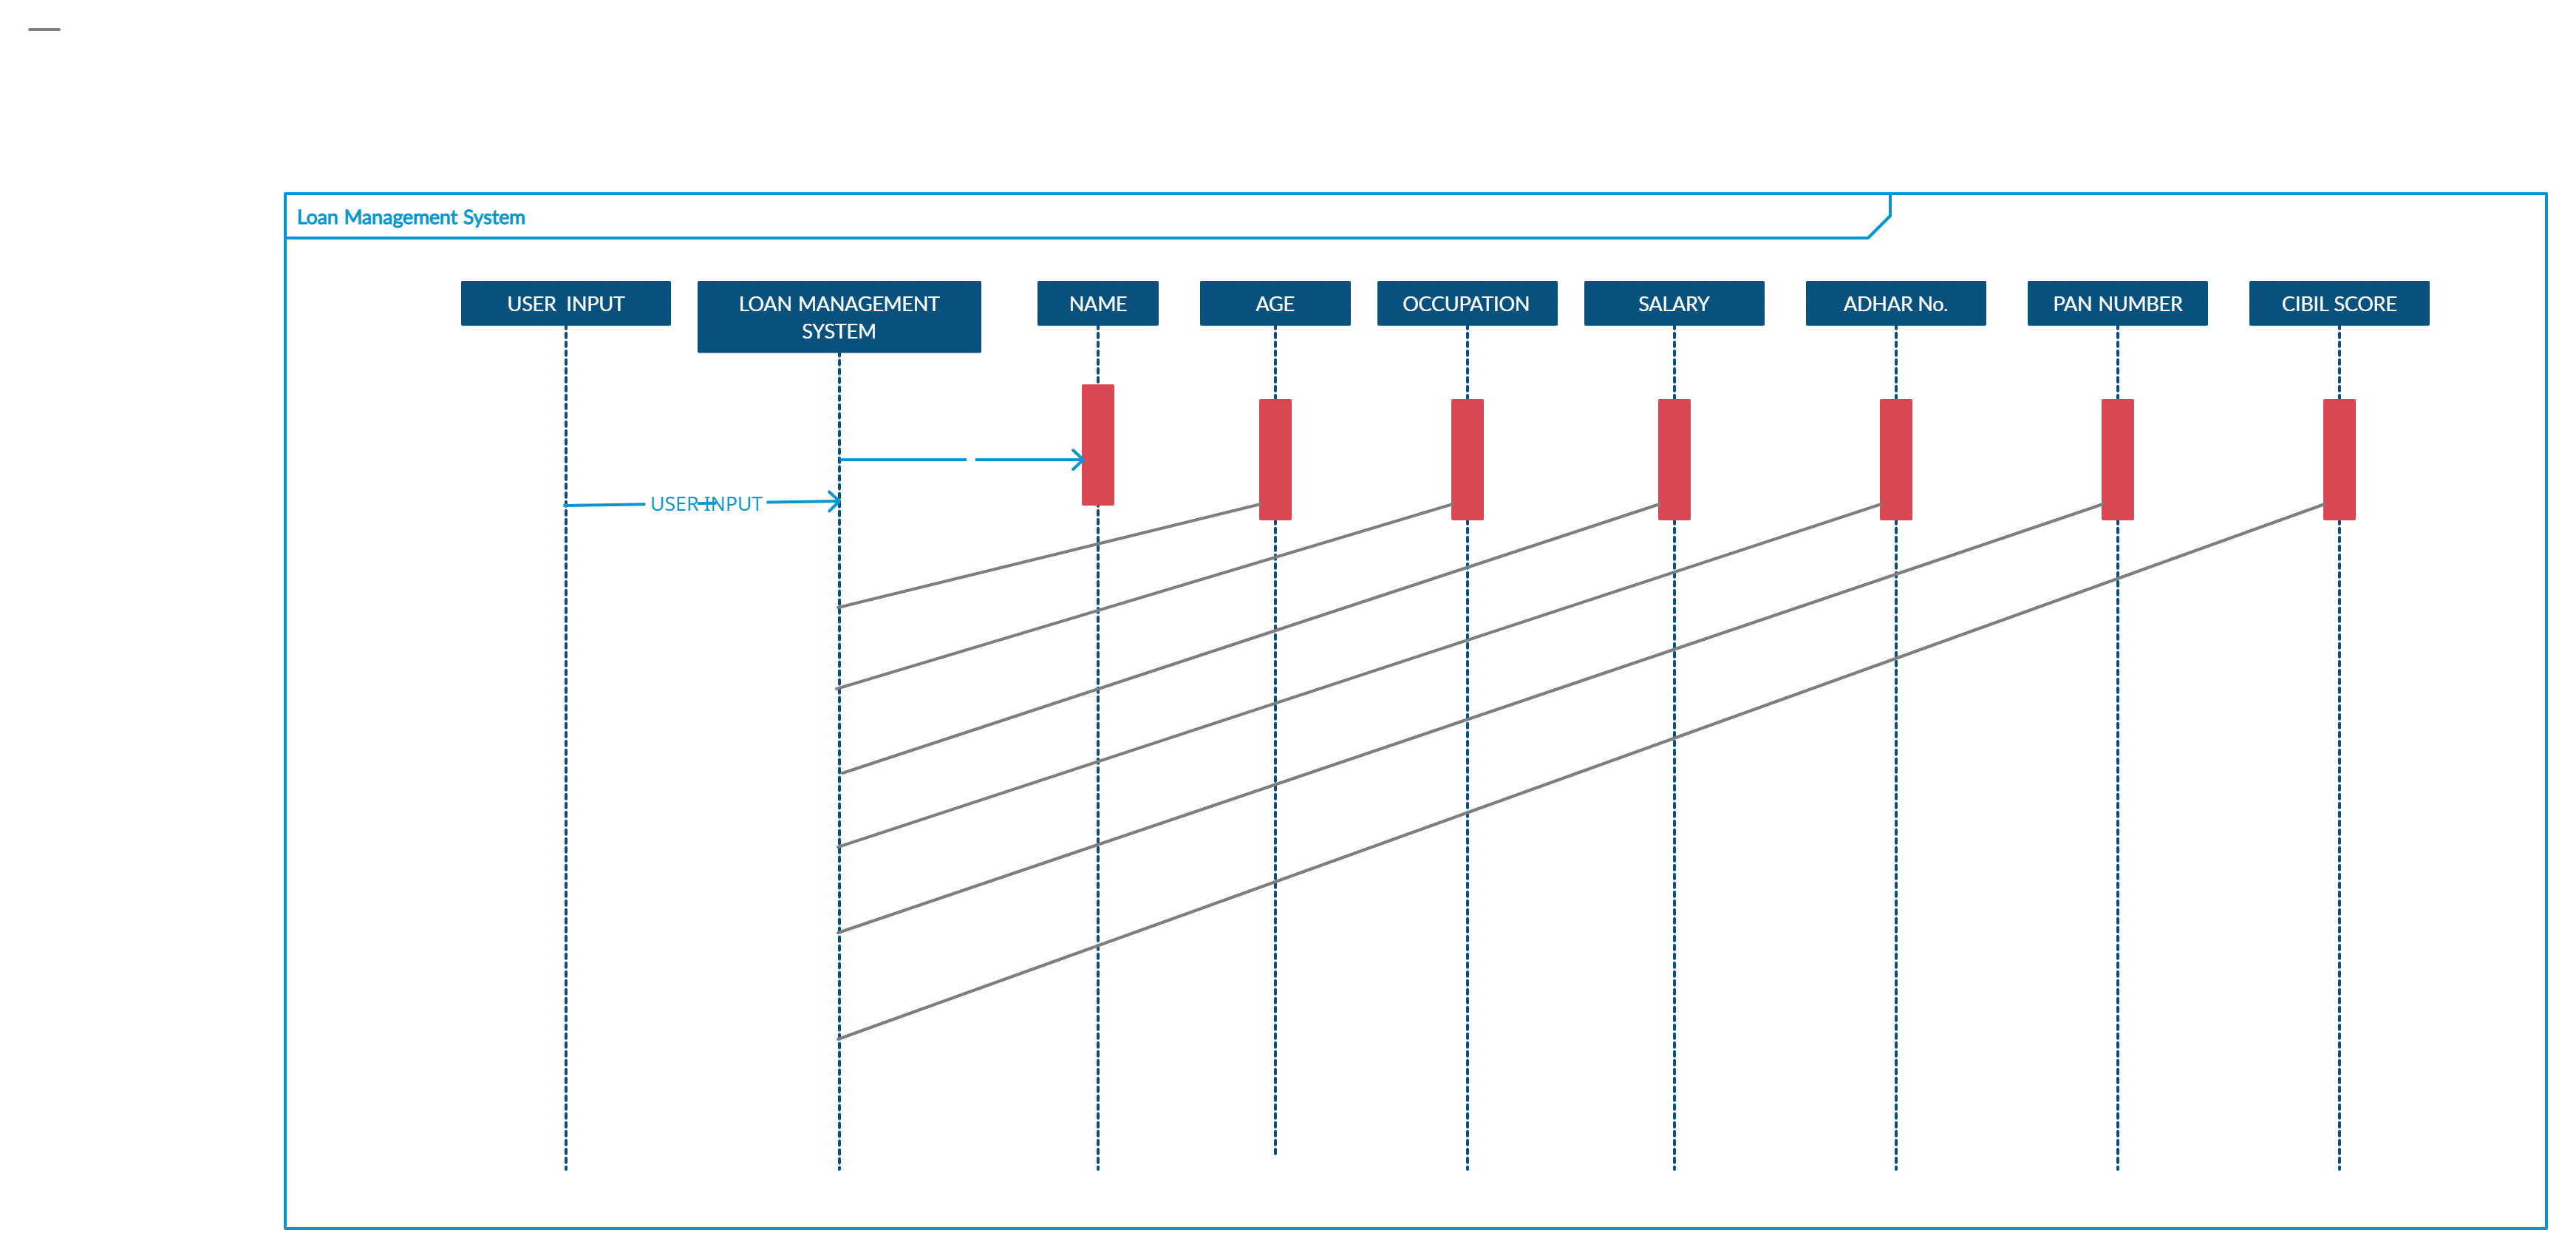 Loan Management System
USER INPUT
LOAN MANAGEMENT
SYSTEM
NAME
AGE
OCCUPATION
SALARY
ADHAR No.
PAN NUMBER
CIBIL SCORE
USER INPUT